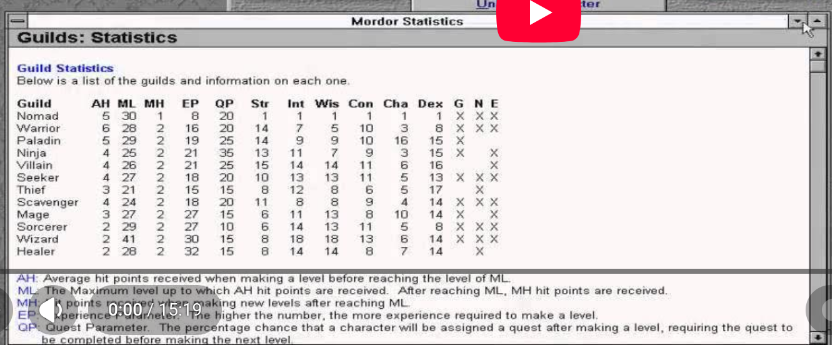 Mordor Statistics
Guilds: Statistics
Guild Statistics
Below is a list of the guilds and information on each one.
Guild AH ML MH EP QP Str Int Wis Con Cha Dex G N E
Nomad 5 30 1 8 20 1 1 1 1 1 1 X X X
Warrior 6 28 2 16 20 14 7 5 10 3 8 X X X
Paladin 5 29 2 19 25 14 9 9 10 16 15 X
Ninja 4 25 2 21 35 13 11 7 9 3 15 X X
Villain 4 26 2 21 25 15 14 14 11 6 16 X
Seeker 4 27 2 18 20 10 13 13 11 5 13 X X X
Thief 3 21 2 15 15 8 12 8 6 5 17 X
Scavenger 4 24 2 18 20 11 8 8 9 4 14 X X X
Mage 3 27 2 27 15 6 11 13 8 10 14 X X
Sorcerer 2 29 2 27 10 6 14 13 11 5 8 X X X
Wizard 2 41 2 30 15 8 18 18 13 6 14 X X X
Healer 2 28 2 32 15 8 14 14 8 7 14 X
AH: Average hit points received when making a level before reaching the level of ML.
ML: The Maximum level up to which AH hit points are received. After reaching ML, MH hit points are received.
MH: Hit points received when making new levels after reaching ML.
0:00 / 15:19
EP: Experience Parameter. The higher the number, the more experience required to make a level.
QP: Quest Parameter. The percentage chance that a character will be assigned a quest after making a level, requiring the quest to
be completed before making the next level.